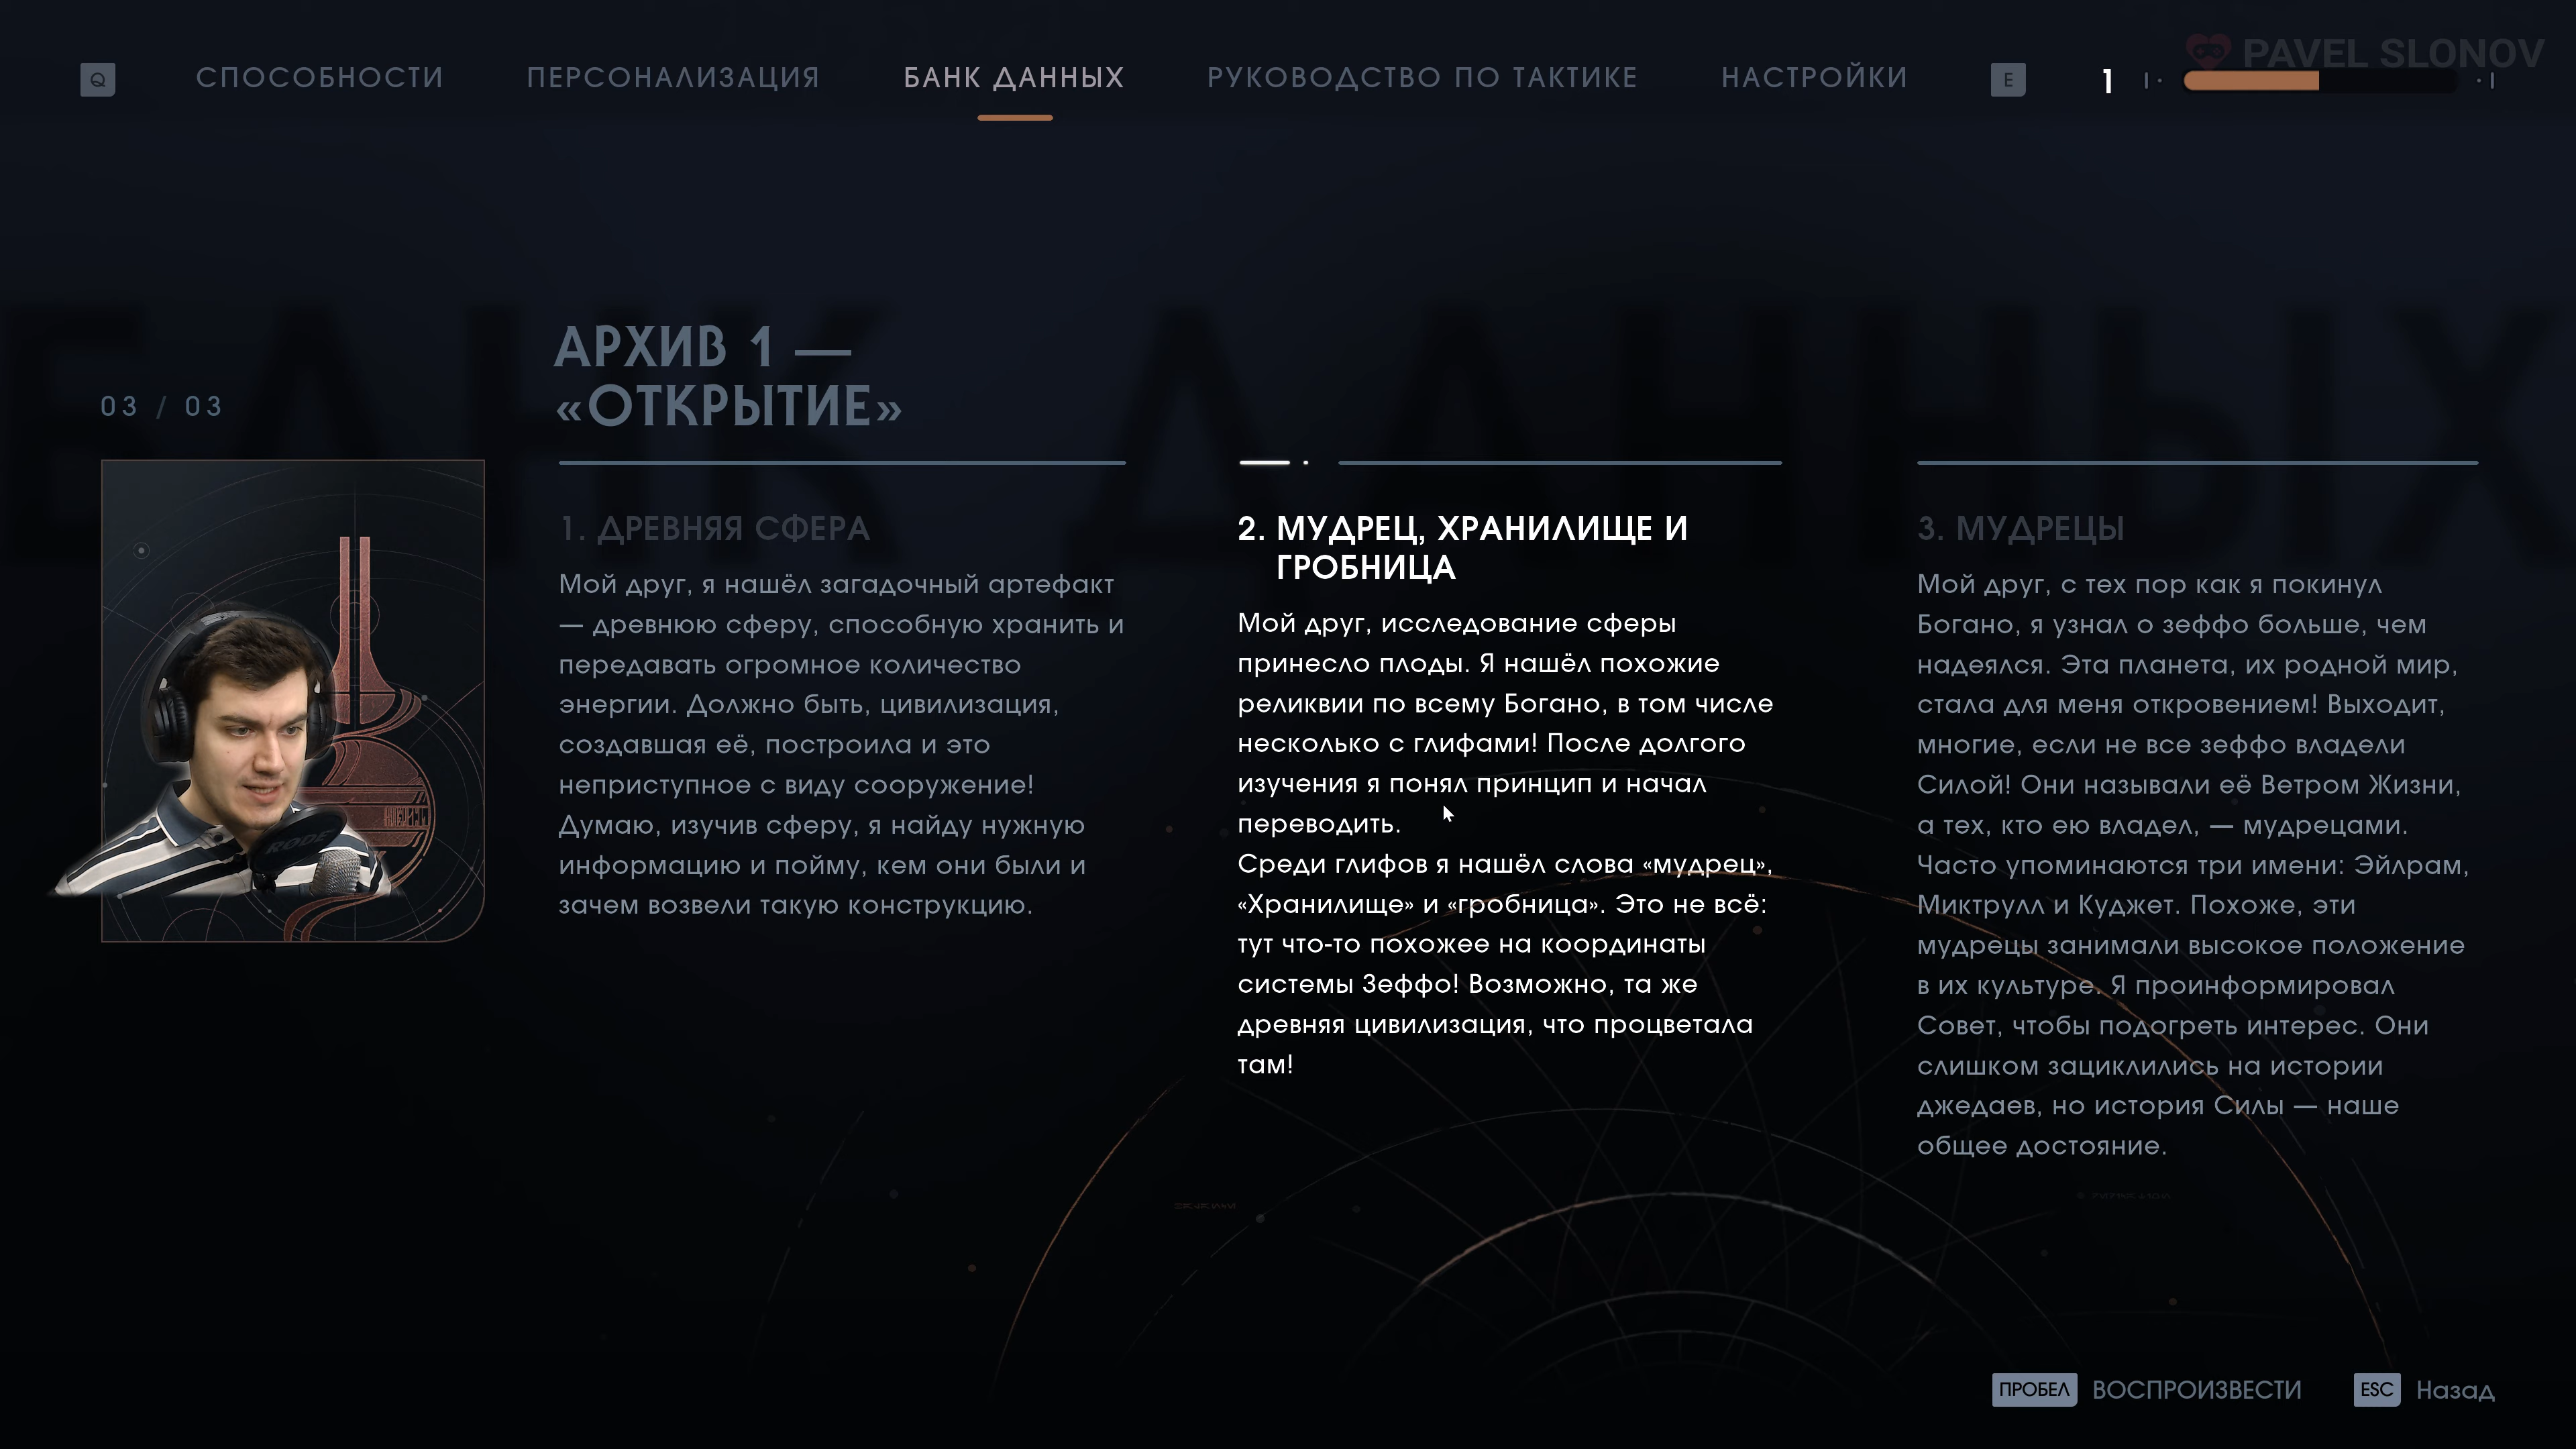 Q
СПОСОБНОСТИ
ПЕРСОНАЛИЗАЦИЯ
БАНК ДАННЫХ
РУКОВОДСТВО ПО ТАКТИКЕ
НАСТРОЙКИ
E
1
PAVEL SLONOV
БАНК ДАННЫХ
03 / 03
АРХИВ 1 —
«ОТКРЫТИЕ»
RODE
1. ДРЕВНЯЯ СФЕРА
Мой друг, я нашёл загадочный артефакт
— древнюю сферу, способную хранить и
передавать огромное количество
энергии. Должно быть, цивилизация,
создавшая её, построила и это
неприступное с виду сооружение!
Думаю, изучив сферу, я найду нужную
информацию и пойму, кем они были и
зачем возвели такую конструкцию.
2. МУДРЕЦ, ХРАНИЛИЩЕ И
ГРОБНИЦА
Мой друг, исследование сферы
принесло плоды. Я нашёл похожие
реликвии по всему Богано, в том числе
несколько с глифами! После долгого
изучения я понял принцип и начал
переводить.
Среди глифов я нашёл слова «мудрец»,
«Хранилище» и «гробница». Это не всё:
тут что-то похожее на координаты
системы Зеффо! Возможно, та же
древняя цивилизация, что процветала
там!
3. МУДРЕЦЫ
Мой друг, с тех пор как я покинул
Богано, я узнал о зеффо больше, чем
надеялся. Эта планета, их родной мир,
стала для меня откровением! Выходит,
многие, если не все зеффо владели
Силой! Они называли её Ветром Жизни,
а тех, кто ею владел, — мудрецами.
Часто упоминаются три имени: Эйлрам,
Миктрулл и Куджет. Похоже, эти
мудрецы занимали высокое положение
в их культуре. Я проинформировал
Совет, чтобы подогреть интерес. Они
слишком зациклились на истории
джедаев, но история Силы — наше
общее достояние.
ПРОБЕЛ ВОСПРОИЗВЕСТИ
ESC Назад